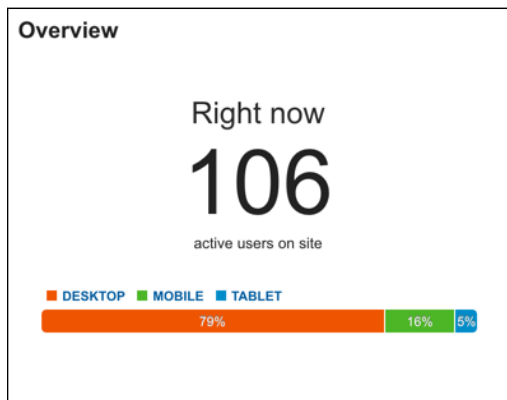 Overview
Right now
106
active users on site
DESKTOP MOBILE TABLET
79% 16% 5%